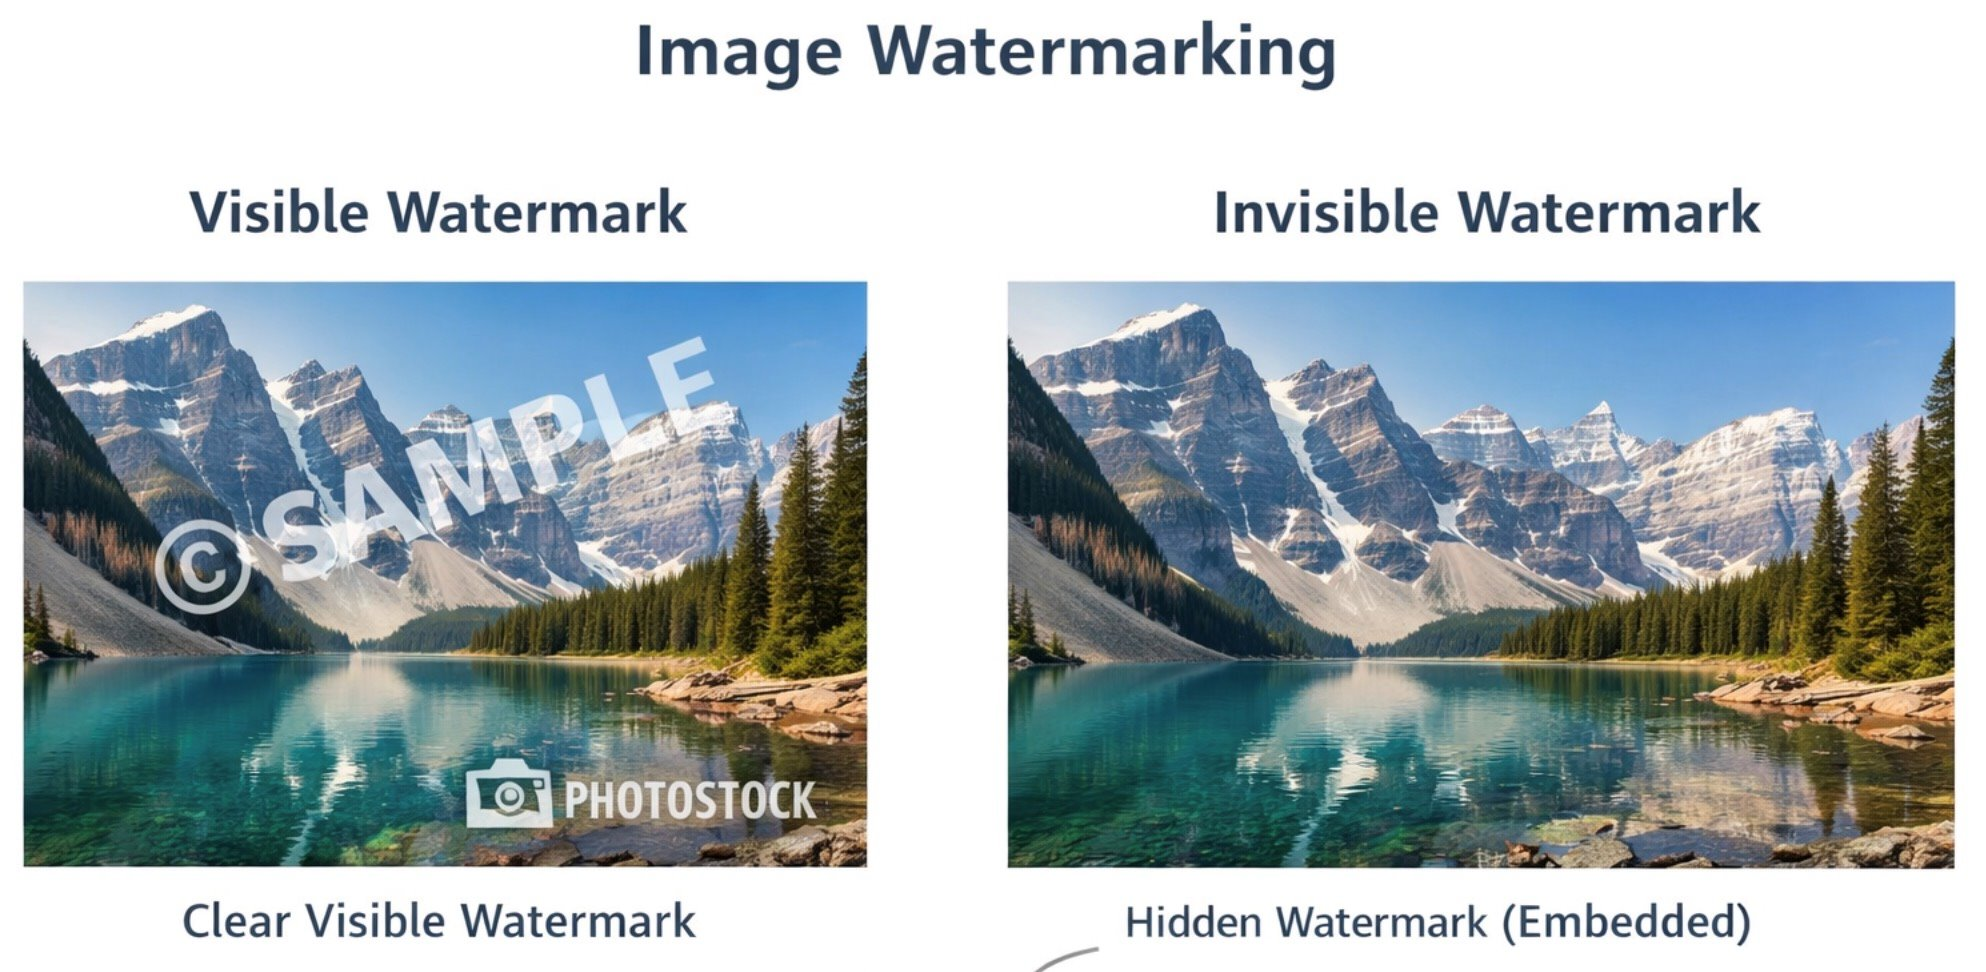 Image Watermarking
Visible Watermark
Invisible Watermark
© SAMPLE
PHOTOSTOCK
Clear Visible Watermark
Hidden Watermark (Embedded)